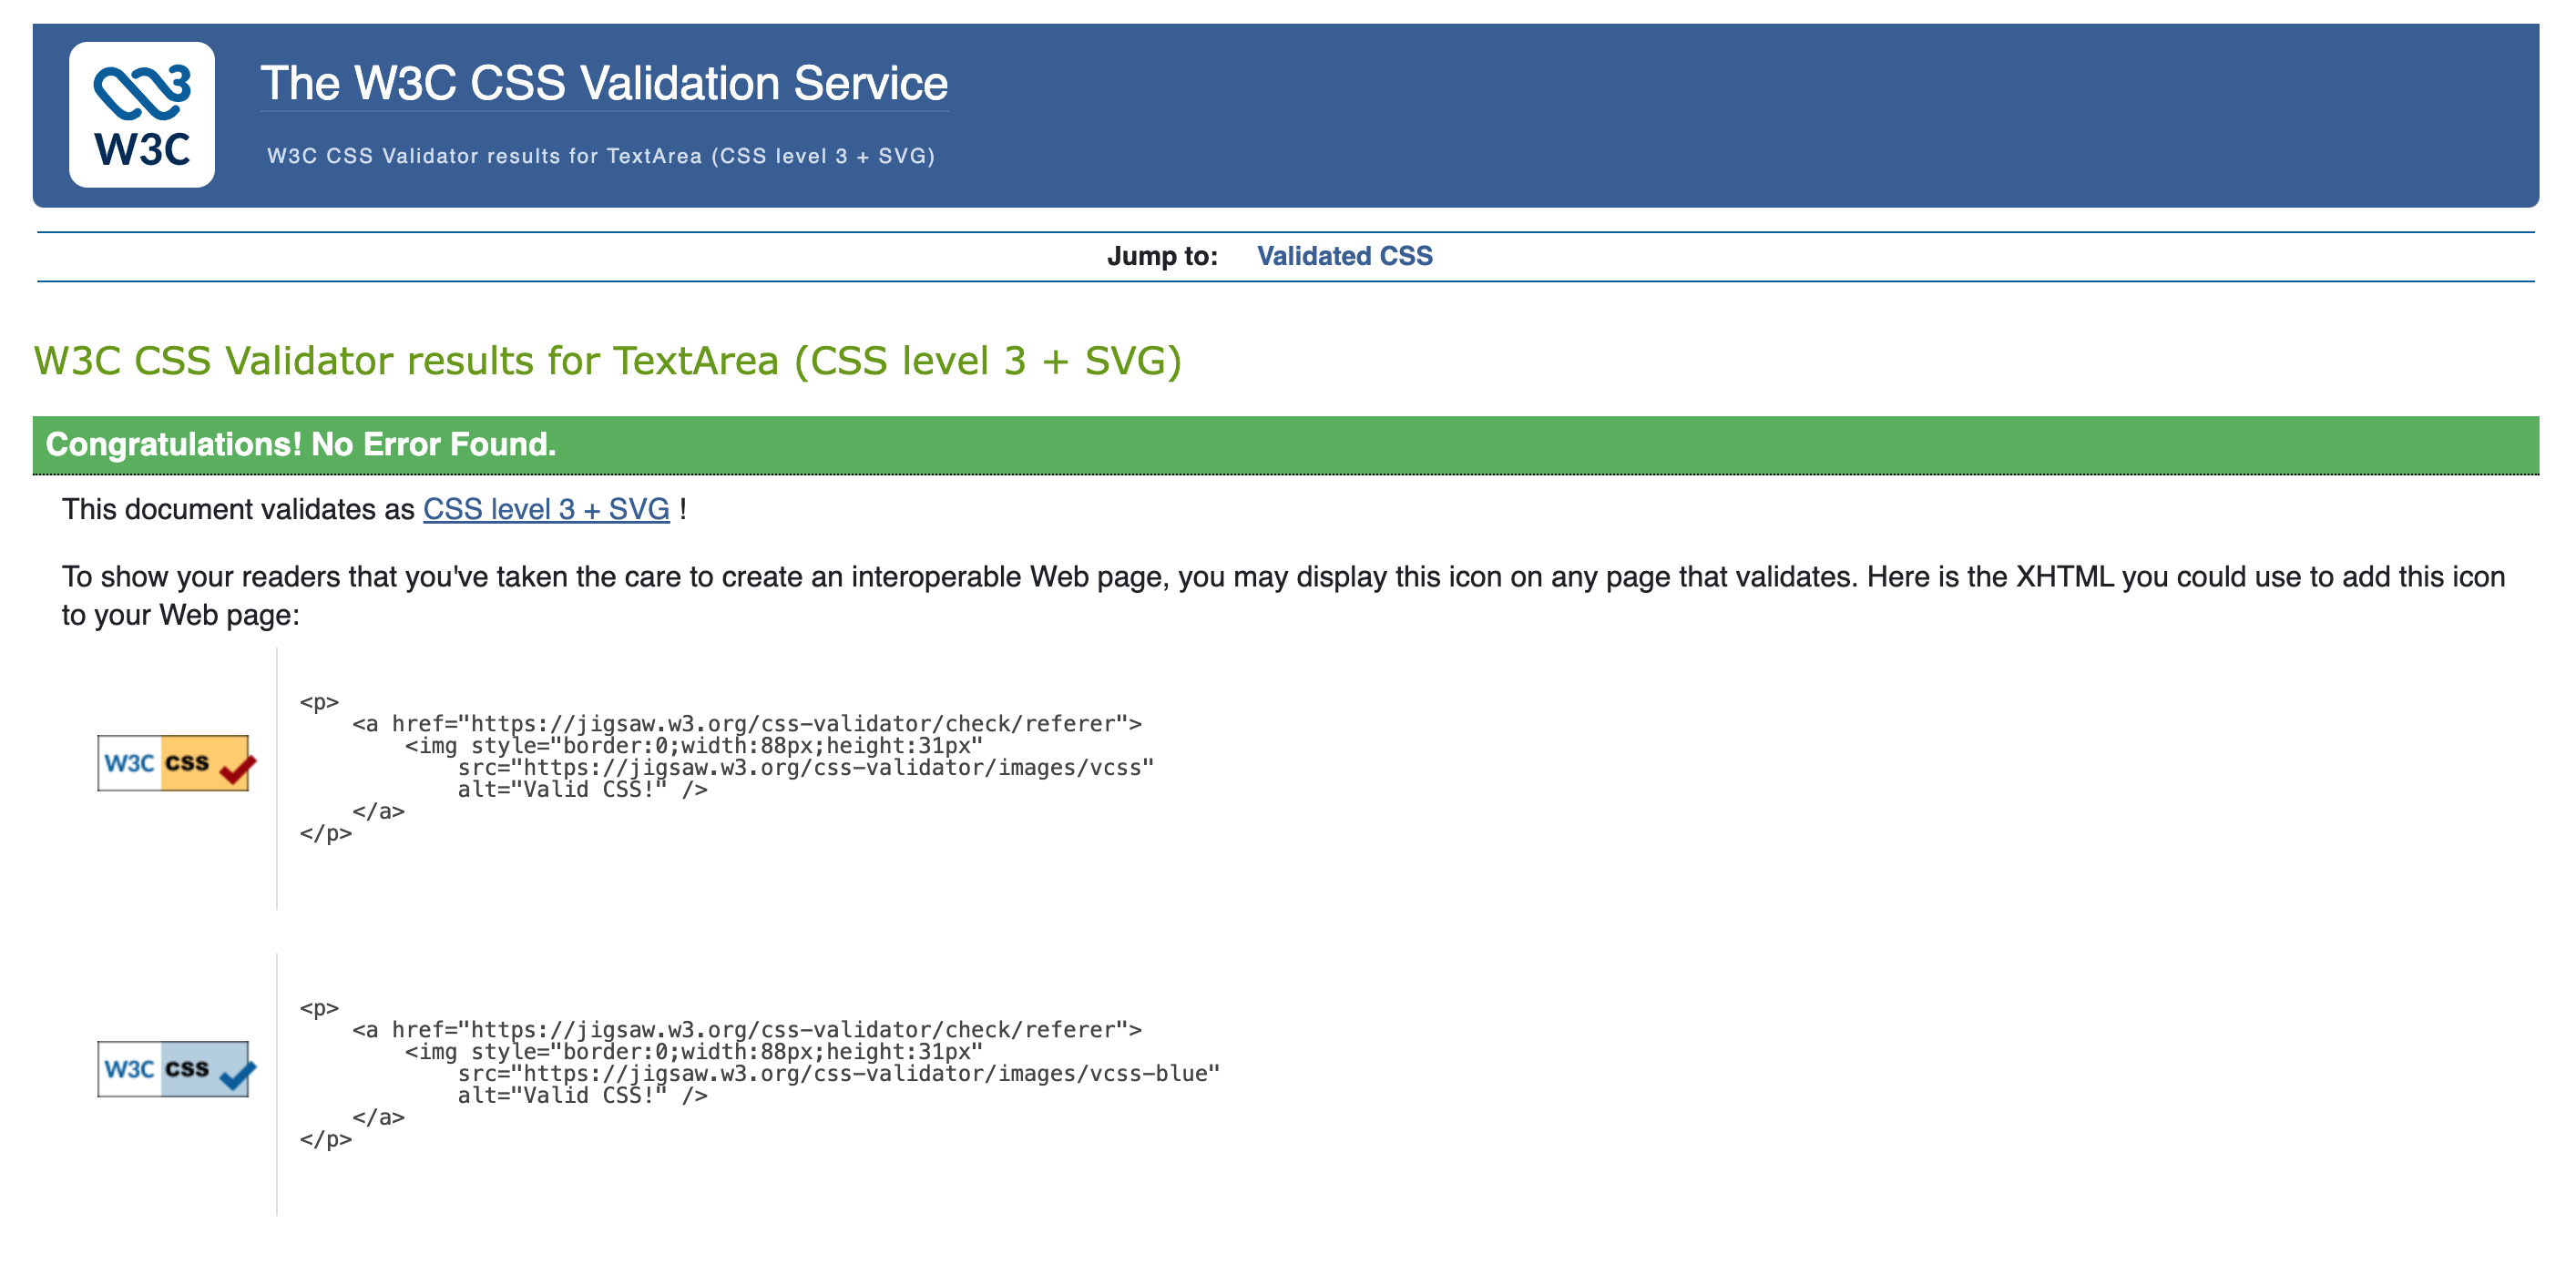 W3C
The W3C CSS Validation Service
W3C CSS Validator results for TextArea (CSS level 3 + SVG)
Jump to: Validated CSS
W3C CSS Validator results for TextArea (CSS level 3 + SVG)
Congratulations! No Error Found.
This document validates as CSS level 3 + SVG !
To show your readers that you've taken the care to create an interoperable Web page, you may display this icon on any page that validates. Here is the XHTML you could use to add this icon
to your Web page:
W3C css
<p>
    <a href="https://jigsaw.w3.org/css-validator/check/referer">
        <img style="border:0;width:88px;height:31px"
            src="https://jigsaw.w3.org/css-validator/images/vcss"
            alt="Valid CSS!" />
    </a>
</p>
W3C css
<p>
    <a href="https://jigsaw.w3.org/css-validator/check/referer">
        <img style="border:0;width:88px;height:31px"
            src="https://jigsaw.w3.org/css-validator/images/vcss-blue"
            alt="Valid CSS!" />
    </a>
</p>